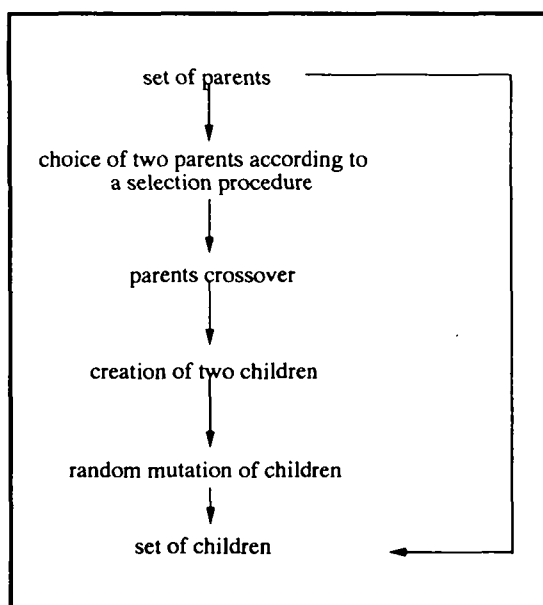 set of parents
choice of two parents according to
a selection procedure
parents crossover
creation of two children
random mutation of children
set of children